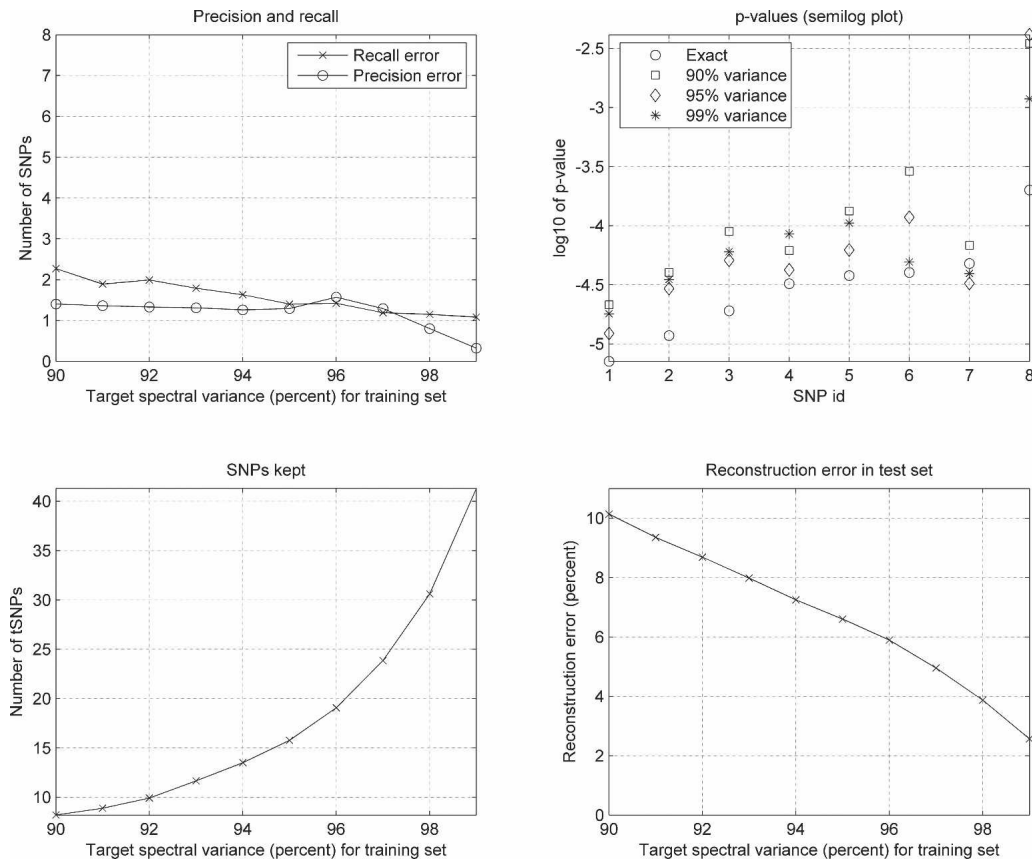 Precision and recall
8
7
6
5
4
3
2
1
0
Number of SNPs
Recall error
Precision error
90
92
94
96
98
Target spectral variance (percent) for training set
p-values (semilog plot)
-2.5
-3
-3.5
-4
-4.5
-5
log10 of p-value
Exact
90% variance
95% variance
99% variance
1
2
3
4
5
6
7
8
SNP id
SNPs kept
40
35
30
25
20
15
10
Number of tSNPs
90
92
94
96
98
Target spectral variance (percent) for training set
Reconstruction error in test set
10
8
6
4
2
0
Reconstruction error (percent)
90
92
94
96
98
Target spectral variance (percent) for training set